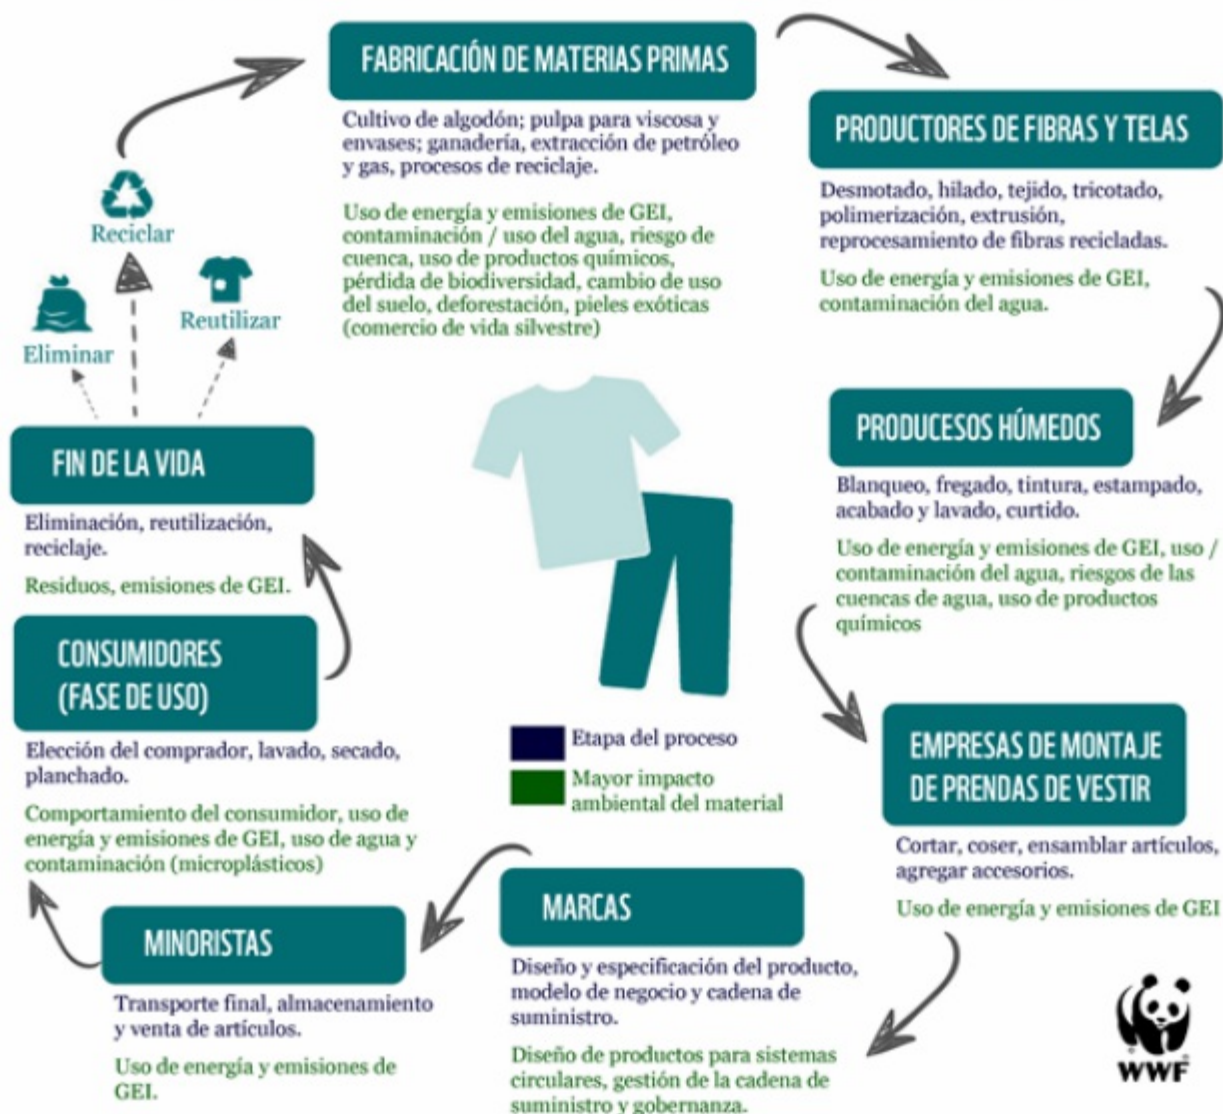 FABRICACIÓN DE MATERIAS PRIMAS
Cultivo de algodón; pulpa para viscosa y
envases; ganadería, extracción de petróleo
y gas, procesos de reciclaje.
Uso de energía y emisiones de GEI,
contaminación / uso del agua, riesgo de
cuenca, uso de productos químicos,
pérdida de biodiversidad, cambio de uso
del suelo, deforestación, pieles exóticas
(comercio de vida silvestre)
PRODUCTORES DE FIBRAS Y TELAS
Desmotado, hilado, tejido, tricotado,
polimerización, extrusión,
reprocesamiento de fibras recicladas.
Uso de energía y emisiones de GEI,
contaminación del agua.
PRODUCESOS HÚMEDOS
Blanqueo, fregado, tintura, estampado,
acabado y lavado, curtido.
Uso de energía y emisiones de GEI, uso /
contaminación del agua, riesgos de las
cuencas de agua, uso de productos
químicos
EMPRESAS DE MONTAJE
DE PRENDAS DE VESTIR
Cortar, coser, ensamblar artículos,
agregar accesorios.
Uso de energía y emisiones de GEI
MARCAS
Diseño y especificación del producto,
modelo de negocio y cadena de
suministro.
Diseño de productos para sistemas
circulares, gestión de la cadena de
suministro y gobernanza.
MINORISTAS
Transporte final, almacenamiento
y venta de artículos.
Uso de energía y emisiones de
GEI.
CONSUMIDORES
(FASE DE USO)
Elección del comprador, lavado, secado,
planchado.
Comportamiento del consumidor, uso de
energía y emisiones de GEI, uso de agua y
contaminación (microplásticos)
FIN DE LA VIDA
Eliminación, reutilización,
reciclaje.
Residuos, emisiones de GEI.
Eliminar
Reciclar
Reutilizar
Etapa del proceso
Mayor impacto
ambiental del material
WWF